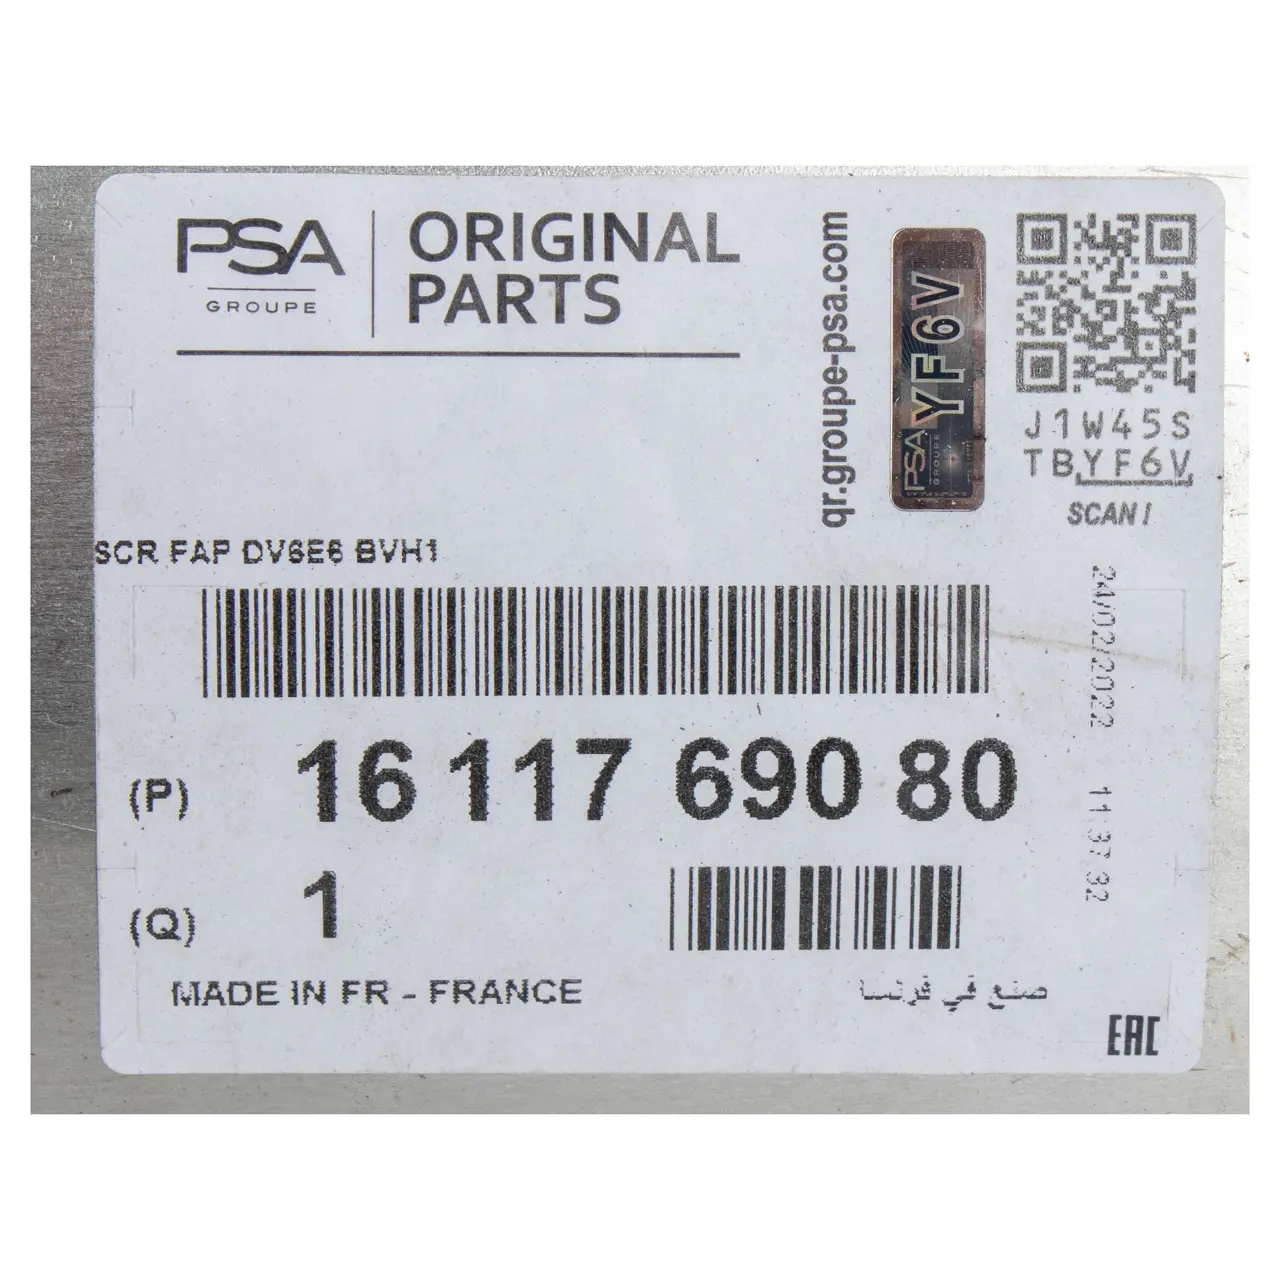 PSA
GROUPE
ORIGINAL
PARTS
qr.groupe-psa.com
YF6V
PSA
GROUPE
J1W45S
TBYF6V
SCAN !
SCR FAP DV6E6 BVH1
24/02/2022 11:37:32
(P) 16 117 690 80
(Q) 1
MADE IN FR - FRANCE
صنع في فرنسا
EAC